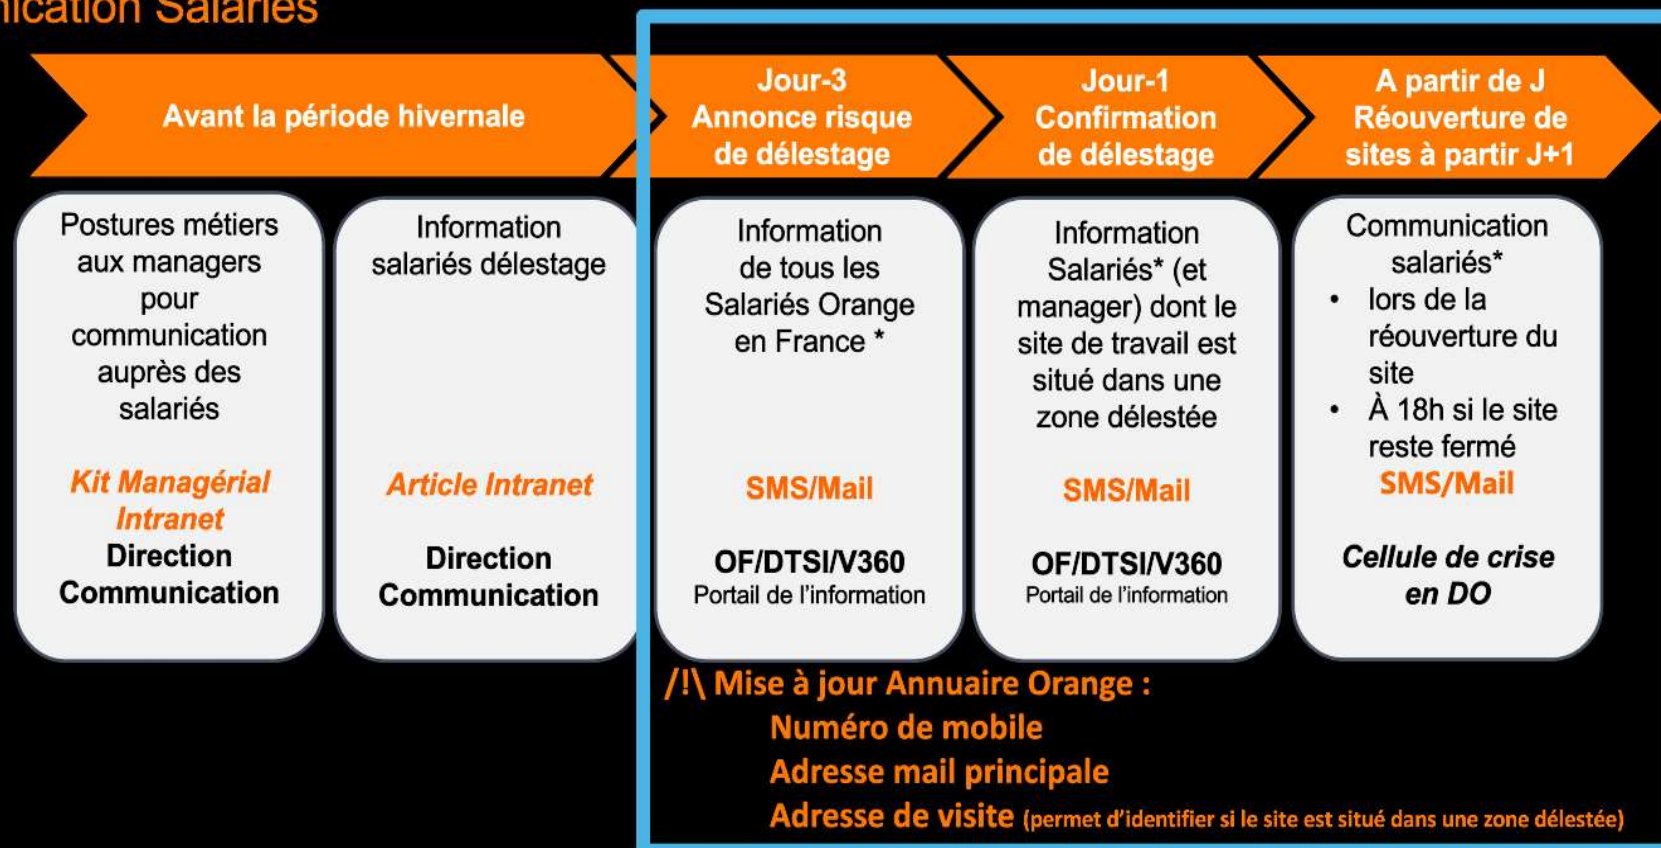 Salariés
Avant la période hivernale
Jour-3
Annonce risque
de délestage
Jour-1
Confirmation
de délestage
A partir de J
Réouverture de
sites à partir J+1
Postures métiers
aux managers
pour
communication
auprès des
salariés
Kit Managérial
Intranet
Direction
Communication
Information
salariés délestage
Article Intranet
Direction
Communication
Information
de tous les
Salariés Orange
en France *
SMS/Mail
OF/DTSI/V360
Portail de l'information
Information
Salariés* (et
manager) dont le
site de travail est
situé dans une
zone délestée
SMS/Mail
OF/DTSI/V360
Portail de l'information
Communication
salariés*
• lors de la
réouverture du
site
• À 18h si le site
reste fermé
SMS/Mail
Cellule de crise
en DO
/!\ Mise à jour Annuaire Orange :
Numéro de mobile
Adresse mail principale
Adresse de visite (permet d'identifier si le site est situé dans une zone délestée)